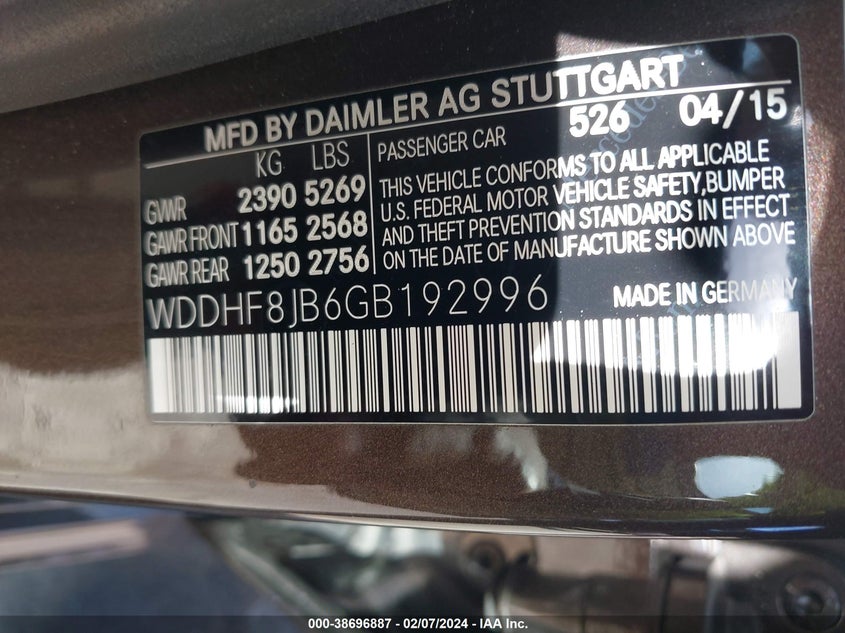 MFD BY DAIMLER AG STUTTGART
526 04/15
KG LBS
GVWR 2390 5269
GAWR FRONT 1165 2568
GAWR REAR 1250 2756
PASSENGER CAR
THIS VEHICLE CONFORMS TO ALL APPLICABLE
U.S. FEDERAL MOTOR VEHICLE SAFETY,BUMPER
AND THEFT PREVENTION STANDARDS IN EFFECT
ON THE DATE OF MANUFACTURE SHOWN ABOVE
WDDHF8JB6GB192996
MADE IN GERMANY
000-38696887 — 02/07/2024 — IAA Inc.